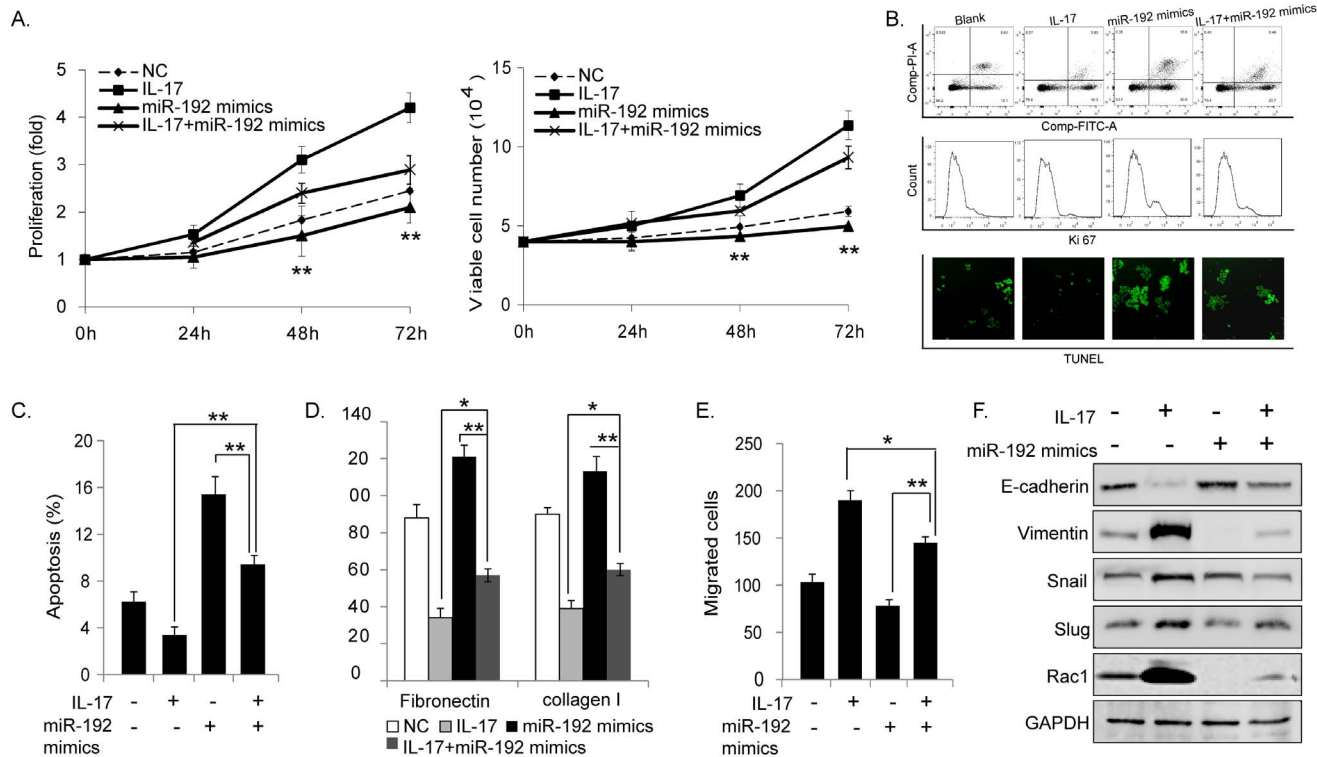 A.
Proliferation (fold)
5
4
3
2
1
0
0h 24h 48h 72h
NC
IL-17
miR-192 mimics
IL-17+miR-192 mimics
**
**
Viable cell number (10⁴)
15
10
5
0
0h 24h 48h 72h
NC
IL-17
miR-192 mimics
IL-17+miR-192 mimics
**
**
B.
Blank IL-17 miR-192 mimics IL-17+miR-192 mimics
Comp-PI-A
Comp-FITC-A
Count
Ki 67
TUNEL
C.
Apoptosis (%)
20
16
12
8
4
0
**
**
IL-17 - + - +
miR-192 - - + +
mimics
D.
140
20
00
80
60
40
20
0
*
**
*
**
Fibronectin collagen I
NC IL-17 miR-192 mimics
IL-17+miR-192 mimics
E.
Migrated cells
250
200
150
100
50
0
*
**
IL-17 - + - +
miR-192 - - + +
mimics
F.
IL-17 - + - +
miR-192 mimics - - + +
E-cadherin
Vimentin
Snail
Slug
Rac1
GAPDH